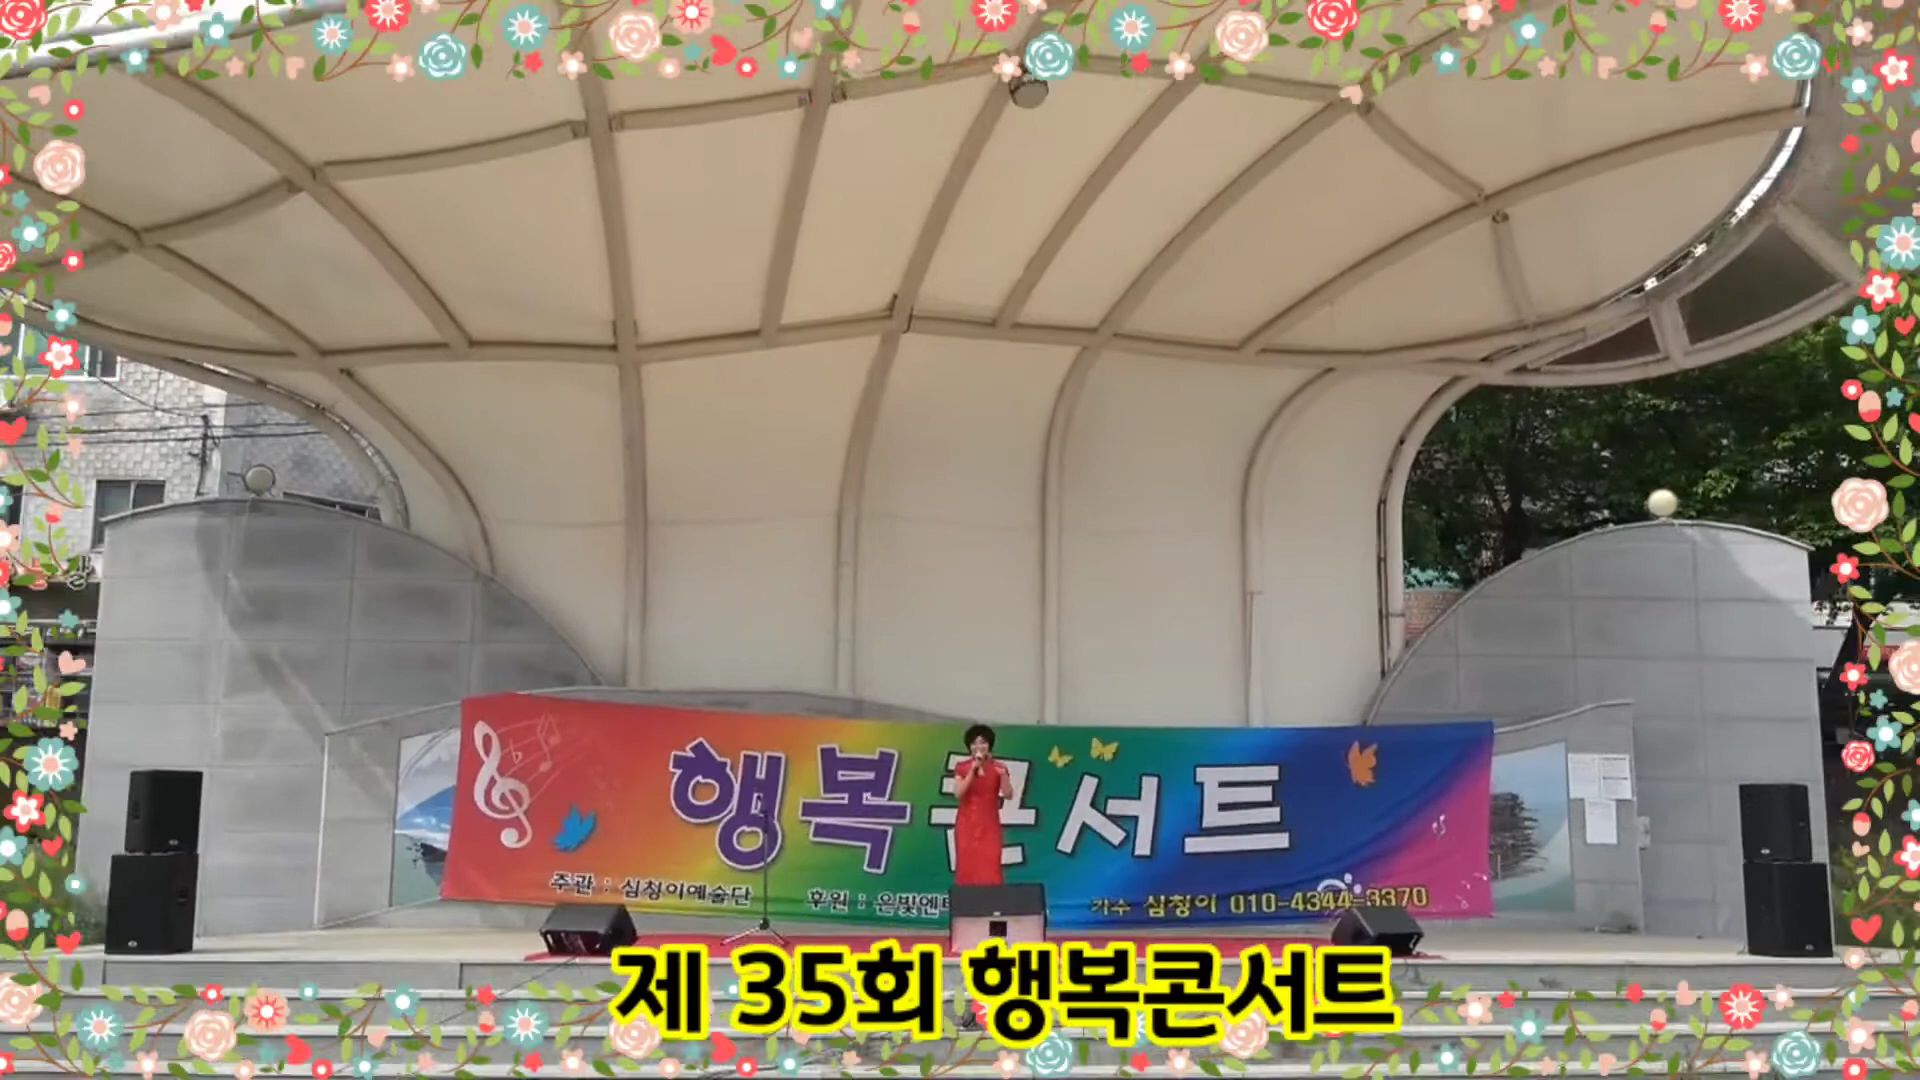 행복콘서트
주관 : 심청이예술단 후원 : 은빛엔터 가수 심청이 010-4344-3370
제 35회 행복콘서트